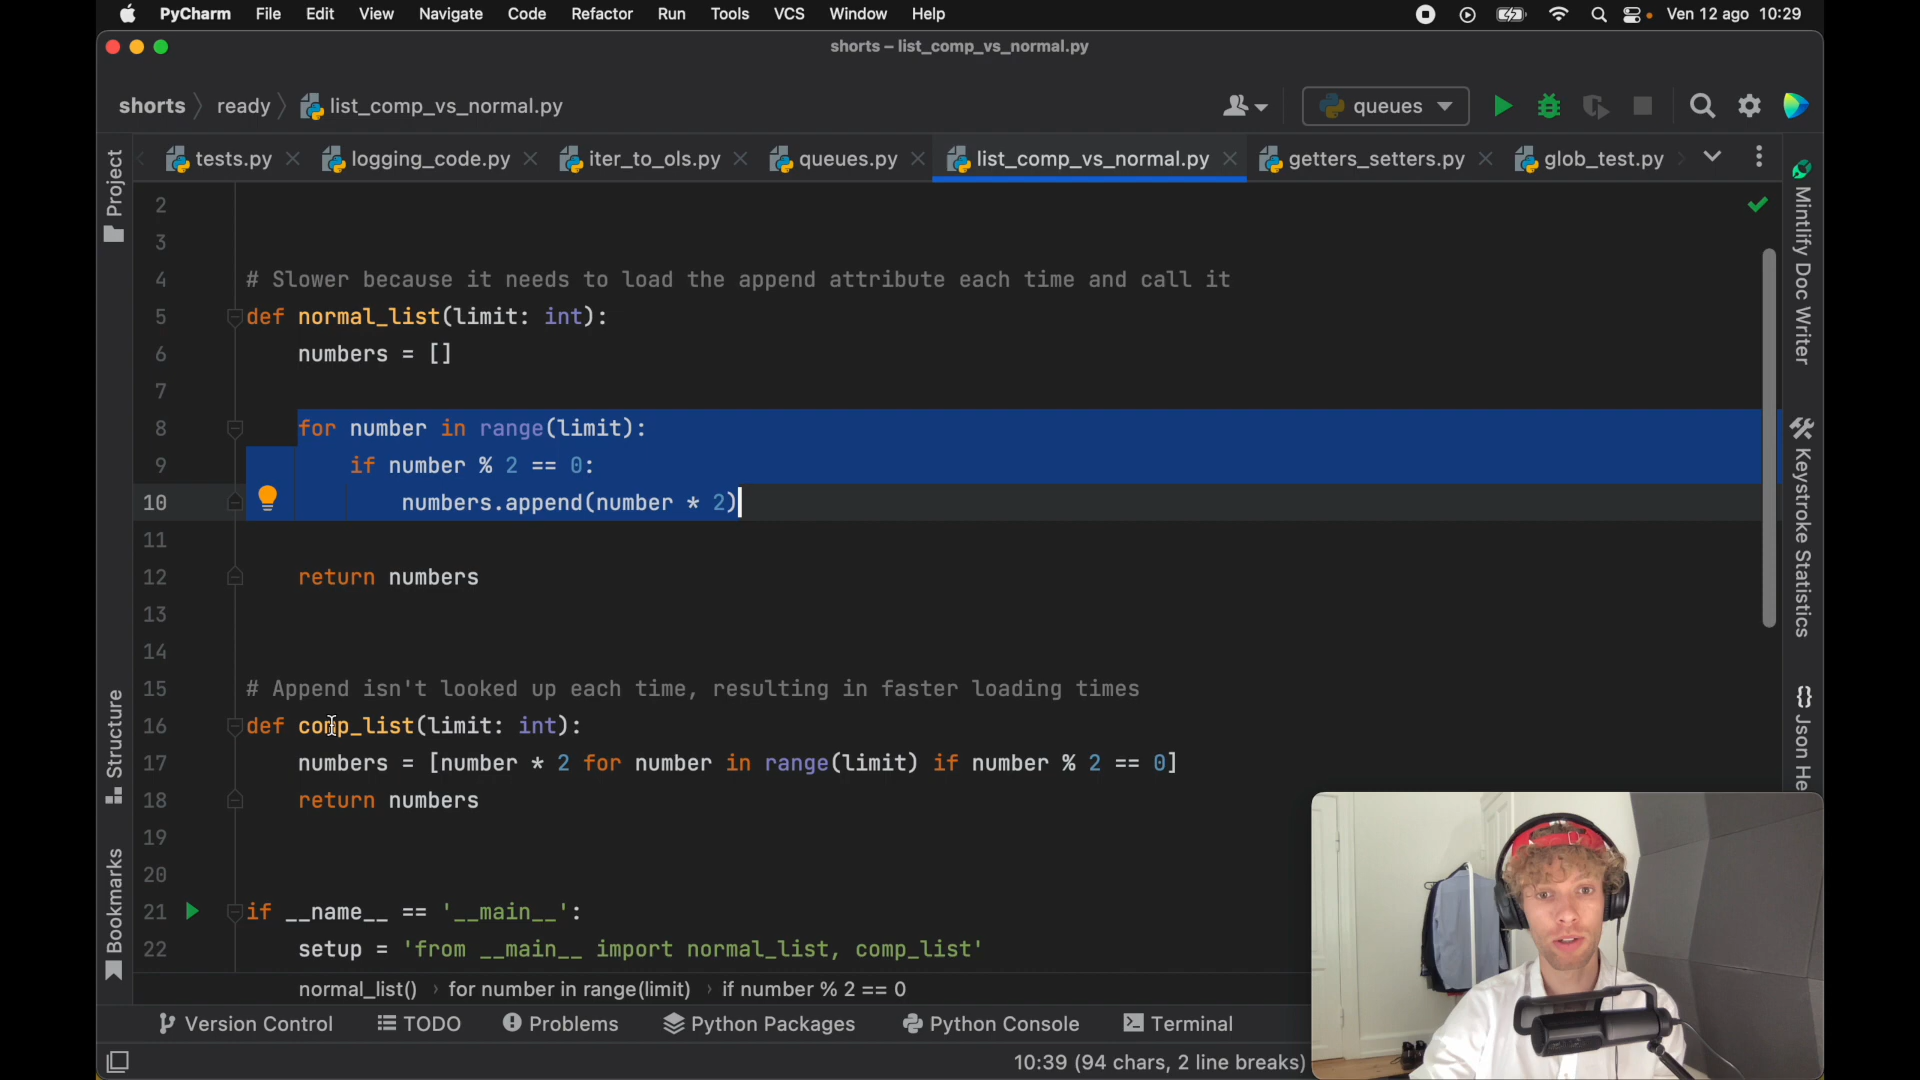 PyCharm File Edit View Navigate Code Refactor Run Tools VCS Window Help Ven 12 ago 10:29
shorts – list_comp_vs_normal.py
shorts ready list_comp_vs_normal.py queues
tests.py logging_code.py iter_to_ols.py queues.py list_comp_vs_normal.py getters_setters.py glob_test.py
Project
Structure
Bookmarks
2
3
4 # Slower because it needs to load the append attribute each time and call it
5 def normal_list(limit: int):
6 numbers = []
7
8 for number in range(limit):
9 if number % 2 == 0:
10 numbers.append(number * 2)
11
12 return numbers
13
14
15 # Append isn't looked up each time, resulting in faster loading times
16 def comp_list(limit: int):
17 numbers = [number * 2 for number in range(limit) if number % 2 == 0]
18 return numbers
19
20
21 if __name__ == '__main__':
22 setup = 'from __main__ import normal_list, comp_list'
Mintlify Doc Writer
Keystroke Statistics
{} Json He
normal_list() › for number in range(limit) › if number % 2 == 0
Version Control TODO Problems Python Packages Python Console Terminal
10:39 (94 chars, 2 line breaks)